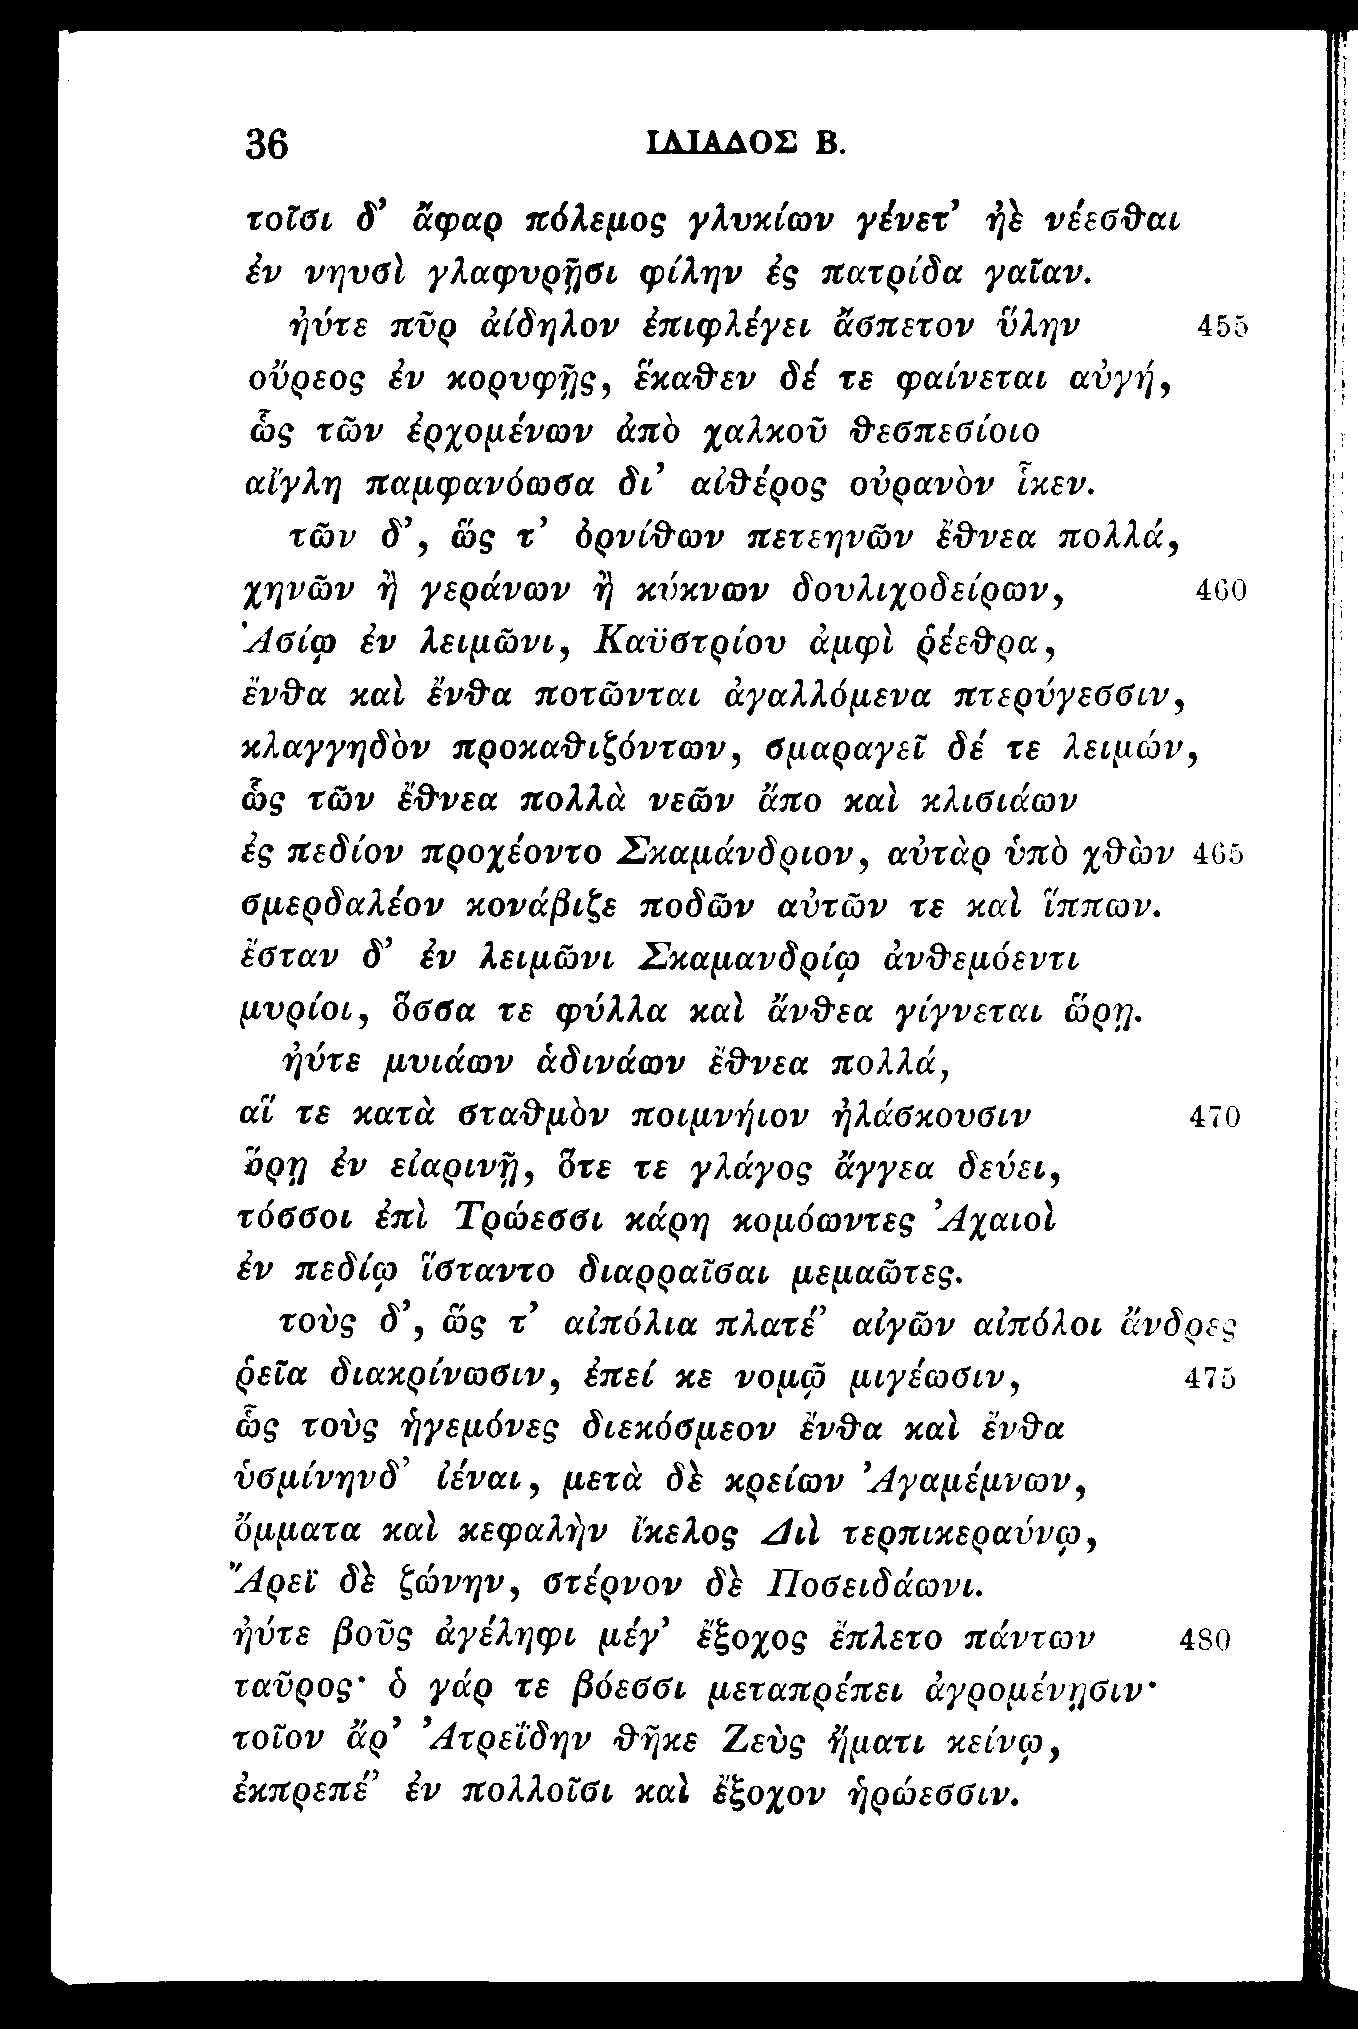 36 ΙΛΙΑΔΟΣ Β.
τοῖσι δ’ ἄφαρ πόλεμος γλυκίων γένετ’ ἠὲ νέεσθαι
ἐν νηυσὶ γλαφυρῇσι φίλην ἐς πατρίδα γαῖαν.
ἠύτε πῦρ ἀίδηλον ἐπιφλέγει ἄσπετον ὕλην 455
οὔρεος ἐν κορυφῇς, ἕκαθεν δέ τε φαίνεται αὐγή,
ὧς τῶν ἐρχομένων ἀπὸ χαλκοῦ θεσπεσίοιο
αἴγλη παμφανόωσα δι’ αἰθέρος οὐρανὸν ἷκεν.
τῶν δ’, ὥς τ’ ὀρνίθων πετεηνῶν ἔθνεα πολλά,
χηνῶν ἢ γεράνων ἢ κύκνων δουλιχοδείρων, 460
Ἀσίῳ ἐν λειμῶνι, Καϋστρίου ἀμφὶ ῥέεθρα,
ἔνθα καὶ ἔνθα ποτῶνται ἀγαλλόμενα πτερύγεσσιν,
κλαγγηδὸν προκαθιζόντων, σμαραγεῖ δέ τε λειμών,
ὧς τῶν ἔθνεα πολλὰ νεῶν ἄπο καὶ κλισιάων
ἐς πεδίον προχέοντο Σκαμάνδριον, αὐτὰρ ὑπὸ χθὼν 465
σμερδαλέον κονάβιζε ποδῶν αὐτῶν τε καὶ ἵππων.
ἔσταν δ’ ἐν λειμῶνι Σκαμανδρίῳ ἀνθεμόεντι
μυρίοι, ὅσσα τε φύλλα καὶ ἄνθεα γίγνεται ὥρῃ.
ἠύτε μυιάων ἁδινάων ἔθνεα πολλά,
αἵ τε κατὰ σταθμὸν ποιμνήιον ἠλάσκουσιν 470
ὥρῃ ἐν εἰαρινῇ, ὅτε τε γλάγος ἄγγεα δεύει,
τόσσοι ἐπὶ Τρώεσσι κάρη κομόωντες Ἀχαιοὶ
ἐν πεδίῳ ἵσταντο διαρραῖσαι μεμαῶτες.
τοὺς δ’, ὥς τ’ αἰπόλια πλατέ’ αἰγῶν αἰπόλοι ἄνδρες
ῥεῖα διακρίνωσιν, ἐπεί κε νομῷ μιγέωσιν, 475
ὧς τοὺς ἡγεμόνες διεκόσμεον ἔνθα καὶ ἔνθα
ὑσμίνηνδ’ ἰέναι, μετὰ δὲ κρείων Ἀγαμέμνων,
ὄμματα καὶ κεφαλὴν ἴκελος Διὶ τερπικεραύνῳ,
Ἄρεϊ δὲ ζώνην, στέρνον δὲ Ποσειδάωνι.
ἠύτε βοῦς ἀγέληφι μέγ’ ἔξοχος ἔπλετο πάντων 480
ταῦρος· ὁ γάρ τε βόεσσι μεταπρέπει ἀγρομένῃσιν·
τοῖον ἄρ’ Ἀτρεΐδην θῆκε Ζεὺς ἤματι κείνῳ,
ἐκπρεπέ’ ἐν πολλοῖσι καὶ ἔξοχον ἡρώεσσιν.